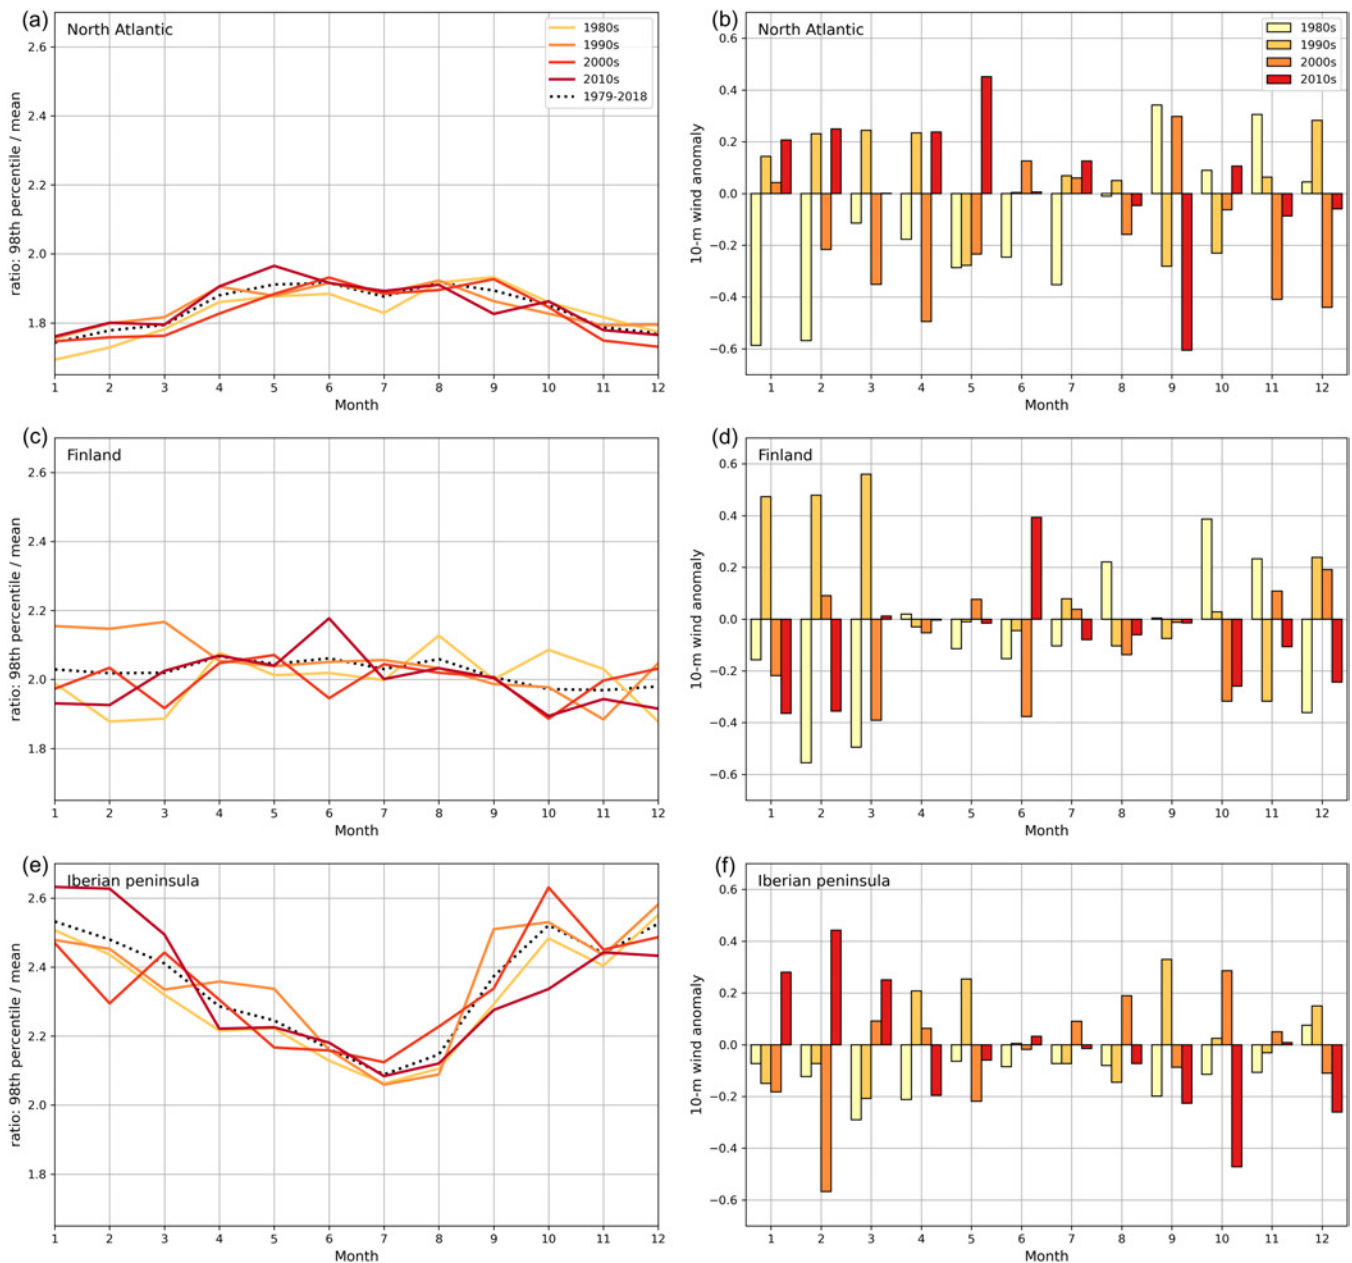 (a)
North Atlantic
1980s
1990s
2000s
2010s
1979-2018
2.6
2.4
2.2
2.0
1.8
ratio: 98th percentile / mean
1 2 3 4 5 6 7 8 9 10 11 12
Month
(b)
North Atlantic
1980s
1990s
2000s
2010s
0.6
0.4
0.2
0.0
−0.2
−0.4
−0.6
10-m wind anomaly
1 2 3 4 5 6 7 8 9 10 11 12
Month
(c)
Finland
2.6
2.4
2.2
2.0
1.8
ratio: 98th percentile / mean
1 2 3 4 5 6 7 8 9 10 11 12
Month
(d)
Finland
0.6
0.4
0.2
0.0
−0.2
−0.4
−0.6
10-m wind anomaly
1 2 3 4 5 6 7 8 9 10 11 12
Month
(e)
Iberian peninsula
2.6
2.4
2.2
2.0
1.8
ratio: 98th percentile / mean
1 2 3 4 5 6 7 8 9 10 11 12
Month
(f)
Iberian peninsula
0.6
0.4
0.2
0.0
−0.2
−0.4
−0.6
10-m wind anomaly
1 2 3 4 5 6 7 8 9 10 11 12
Month